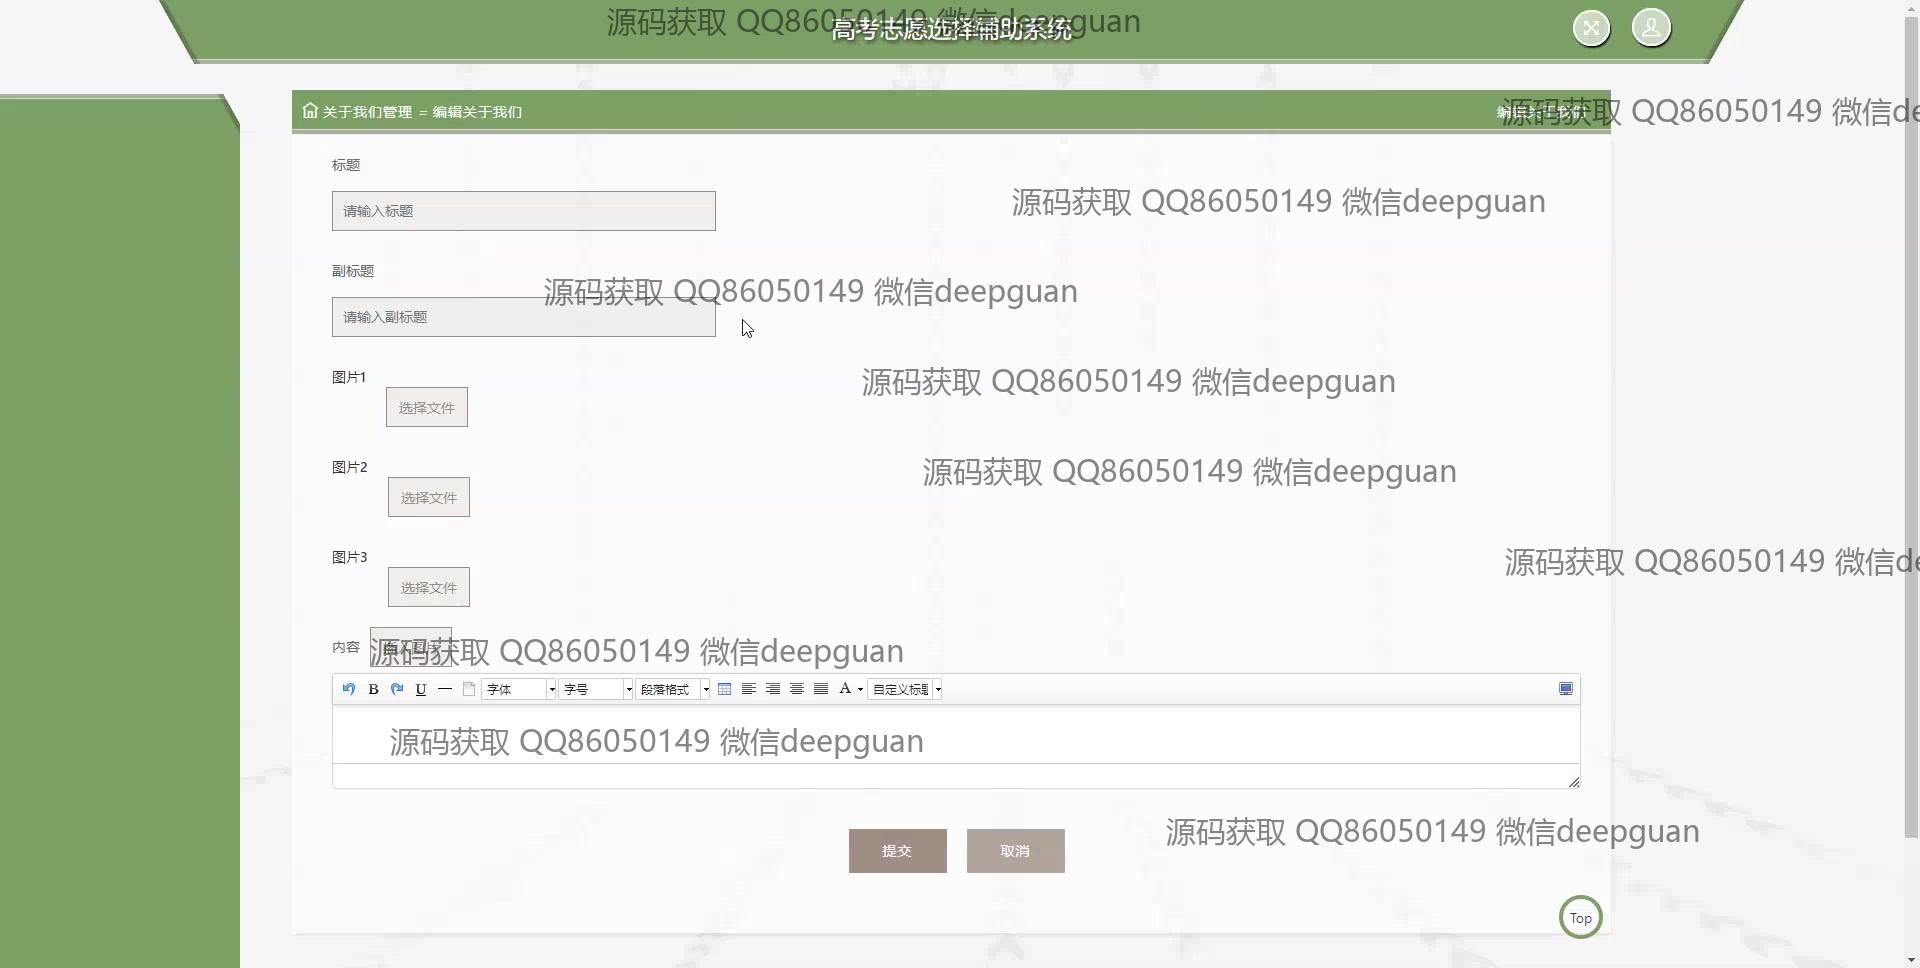 源码获取 QQ86050149 微信deepguan
高考志愿选择辅助系统
关于我们管理 = 编辑关于我们
编辑关于我们
源码获取 QQ86050149 微信de
标题
请输入标题
源码获取 QQ86050149 微信deepguan
副标题
源码获取 QQ86050149 微信deepguan
请输入副标题
图片1
选择文件
源码获取 QQ86050149 微信deepguan
图片2
选择文件
源码获取 QQ86050149 微信deepguan
图片3
选择文件
源码获取 QQ86050149 微信de
内容
源码获取 QQ86050149 微信deepguan
B U 字体 字号 段落格式 A 自定义标题
源码获取 QQ86050149 微信deepguan
提交 取消
源码获取 QQ86050149 微信deepguan
Top